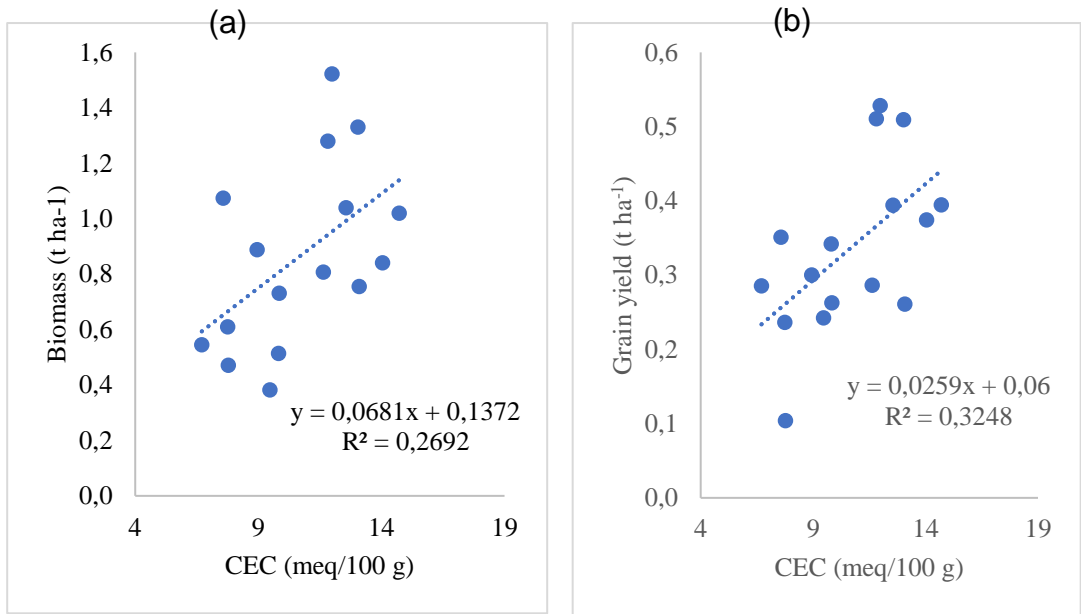 (a)
1,6
1,4
1,2
1,0
0,8
0,6
0,4
0,2
0,0
Biomass (t ha-1)
y = 0,0681x + 0,1372
R² = 0,2692
4 9 14 19
CEC (meq/100 g)
(b)
0,6
0,5
0,4
0,3
0,2
0,1
0,0
Grain yield (t ha⁻¹)
y = 0,0259x + 0,06
R² = 0,3248
4 9 14 19
CEC (meq/100 g)